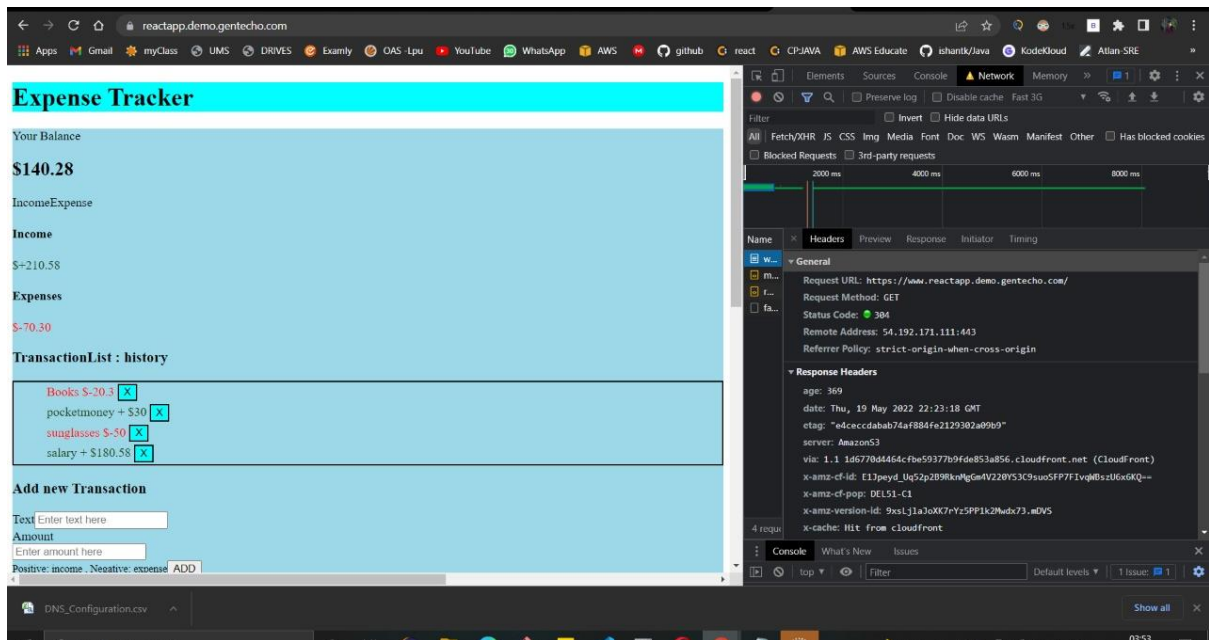 reactapp.demo.gentecho.com
Apps Gmail myClass UMS DRIVES Examly OAS -Lpu YouTube WhatsApp AWS github react CP:JAVA AWS Educate ishantk/Java KodeKloud Atlan-SRE »
Expense Tracker
Your Balance
$140.28
IncomeExpense
Income
$+210.58
Expenses
$-70.30
TransactionList : history
Books $-20.3 X
pocketmoney + $30 X
sunglasses $-50 X
salary + $180.58 X
Add new Transaction
Text Enter text here
Amount
Enter amount here
Positive: income , Negative: expense ADD
Elements Sources Console Network Memory » 1
Preserve log Disable cache Fast 3G
Filter Invert Hide data URLs
All Fetch/XHR JS CSS Img Media Font Doc WS Wasm Manifest Other Has blocked cookies
Blocked Requests 3rd-party requests
2000 ms 4000 ms 6000 ms 8000 ms
Name × Headers Preview Response Initiator Timing
w...
m...
r...
fa...
General
Request URL: https://www.reactapp.demo.gentecho.com/
Request Method: GET
Status Code: 304
Remote Address: 54.192.171.111:443
Referrer Policy: strict-origin-when-cross-origin
Response Headers
age: 369
date: Thu, 19 May 2022 22:23:18 GMT
etag: "e4ceccdabab74af884fe2129302a09b9"
server: AmazonS3
via: 1.1 1d6770d4464cfbe59377b9fde853a856.cloudfront.net (CloudFront)
x-amz-cf-id:
x-amz-cf-pop: DEL51-C1
x-amz-version-id:
x-cache: Hit from cloudfront
4 reque
Console What's New Issues
top Filter Default levels 1 Issue: 1
DNS_Configuration.csv
Show all
03:53